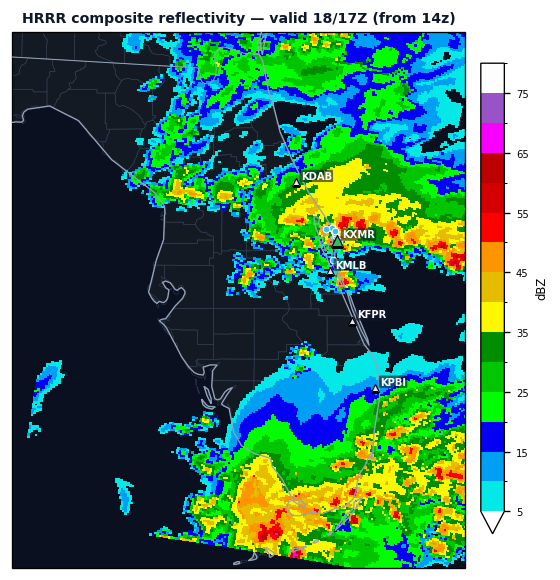 HRRR composite reflectivity — valid 18/17Z (from 14z)
KDAB
KXMR
KMLB
KFPR
KPBI
75
65
55
45
35
25
15
5
dBZ